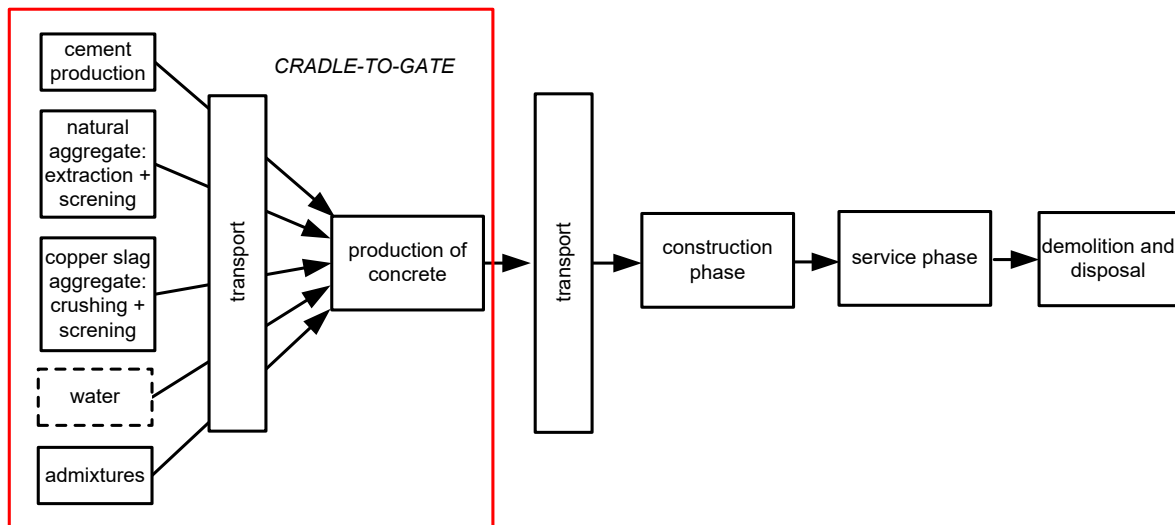 cement
production
CRADLE-TO-GATE
natural
aggregate:
extraction +
screning
copper slag
aggregate:
crushing +
screning
water
admixtures
transport
production of
concrete
transport
construction
phase
service phase
demolition and
disposal